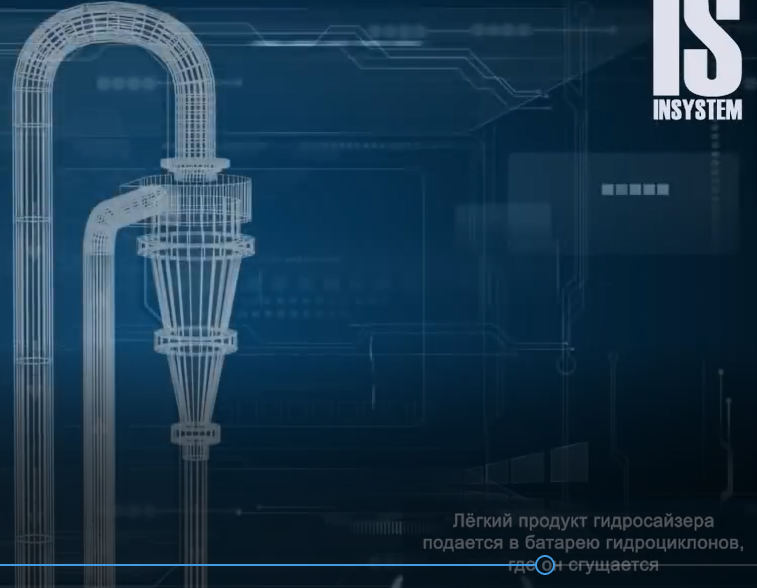 IS
INSYSTEM
Лёгкий продукт гидросайзера
подается в батарею гидроциклонов,
где он сгущается